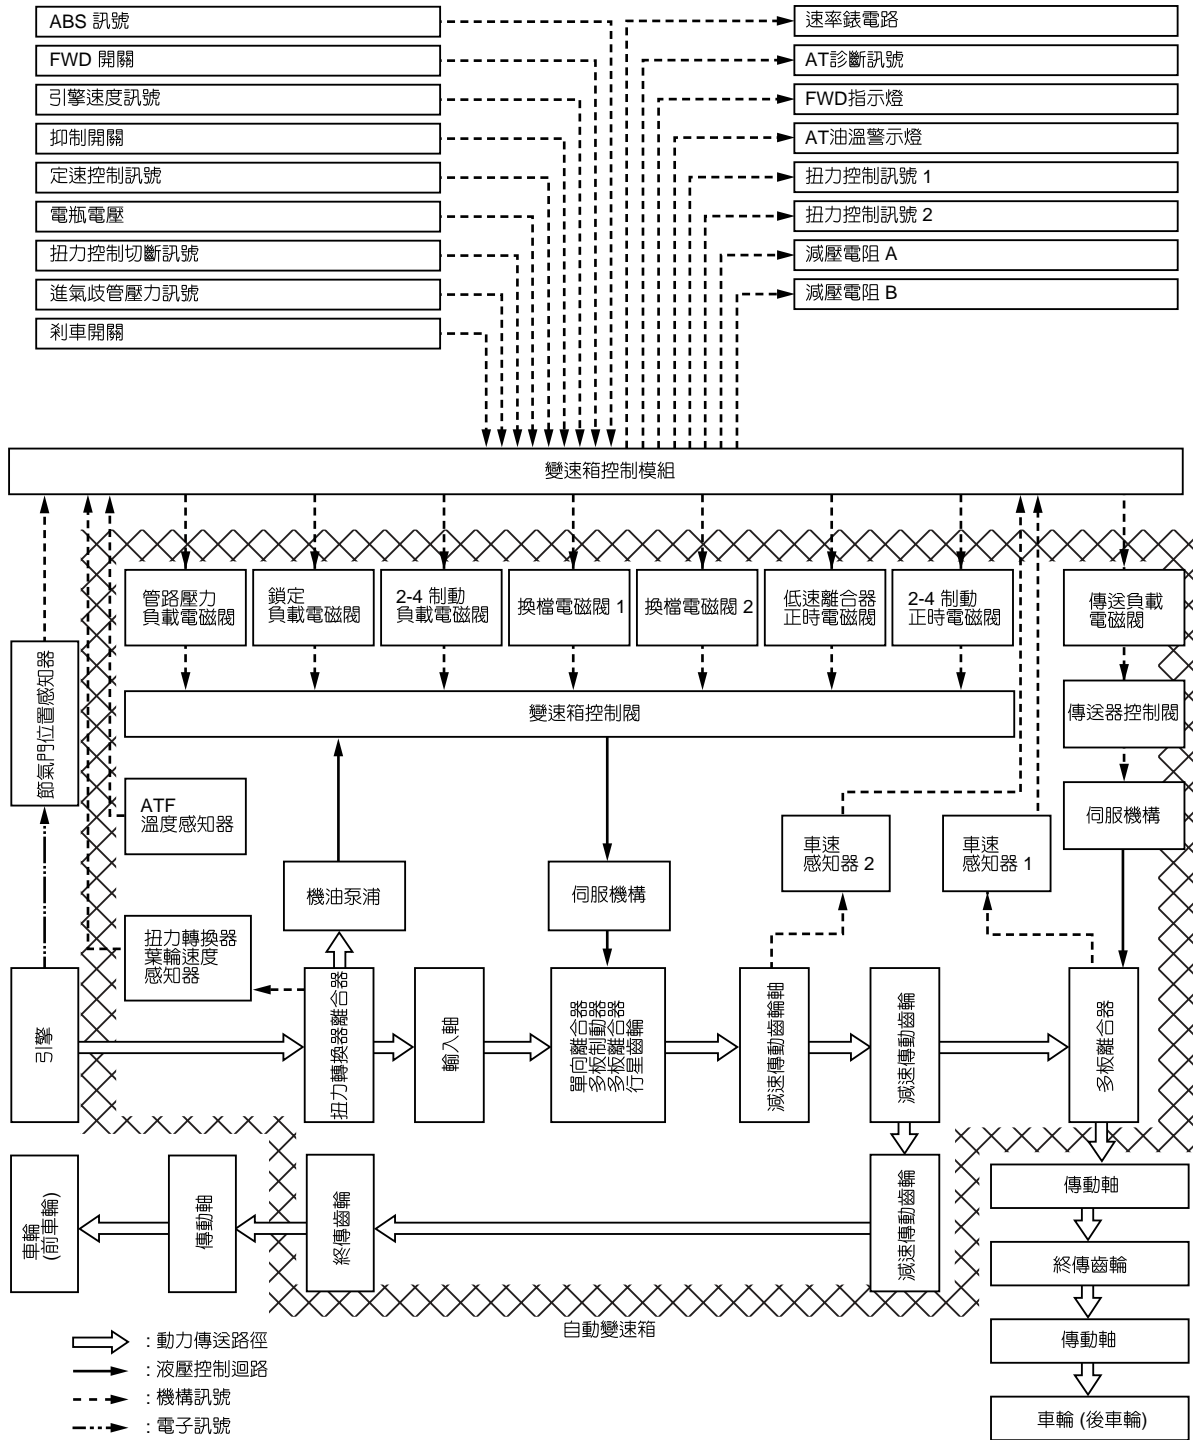 ABS 訊號
FWD 開關
引擎速度訊號
抑制開關
定速控制訊號
電瓶電壓
扭力控制切斷訊號
進氣歧管壓力訊號
剎車開關
速率錶電路
AT診斷訊號
FWD指示燈
AT油溫警示燈
扭力控制訊號 1
扭力控制訊號 2
減壓電阻 A
減壓電阻 B
變速箱控制模組
管路壓力
負載電磁閥
鎖定
負載電磁閥
2-4 制動
負載電磁閥
換檔電磁閥 1
換檔電磁閥 2
低速離合器
正時電磁閥
2-4 制動
正時電磁閥
傳送負載
電磁閥
變速箱控制閥
傳送器控制閥
節氣門位置感知器
ATF
溫度感知器
伺服機構
車速
感知器 2
車速
感知器 1
機油泵浦
伺服機構
扭力轉換器
葉輪速度
感知器
引擎
扭力轉換器離合器
輸入軸
單向離合器
多板制動器
多板離合器
行星齒輪
減速傳動齒輪軸
減速傳動齒輪
多板離合器
車輪
(前車輪)
傳動軸
終傳齒輪
減速傳動齒輪
傳動軸
終傳齒輪
傳動軸
車輪 (後車輪)
自動變速箱
: 動力傳送路徑
: 液壓控制迴路
: 機構訊號
: 電子訊號